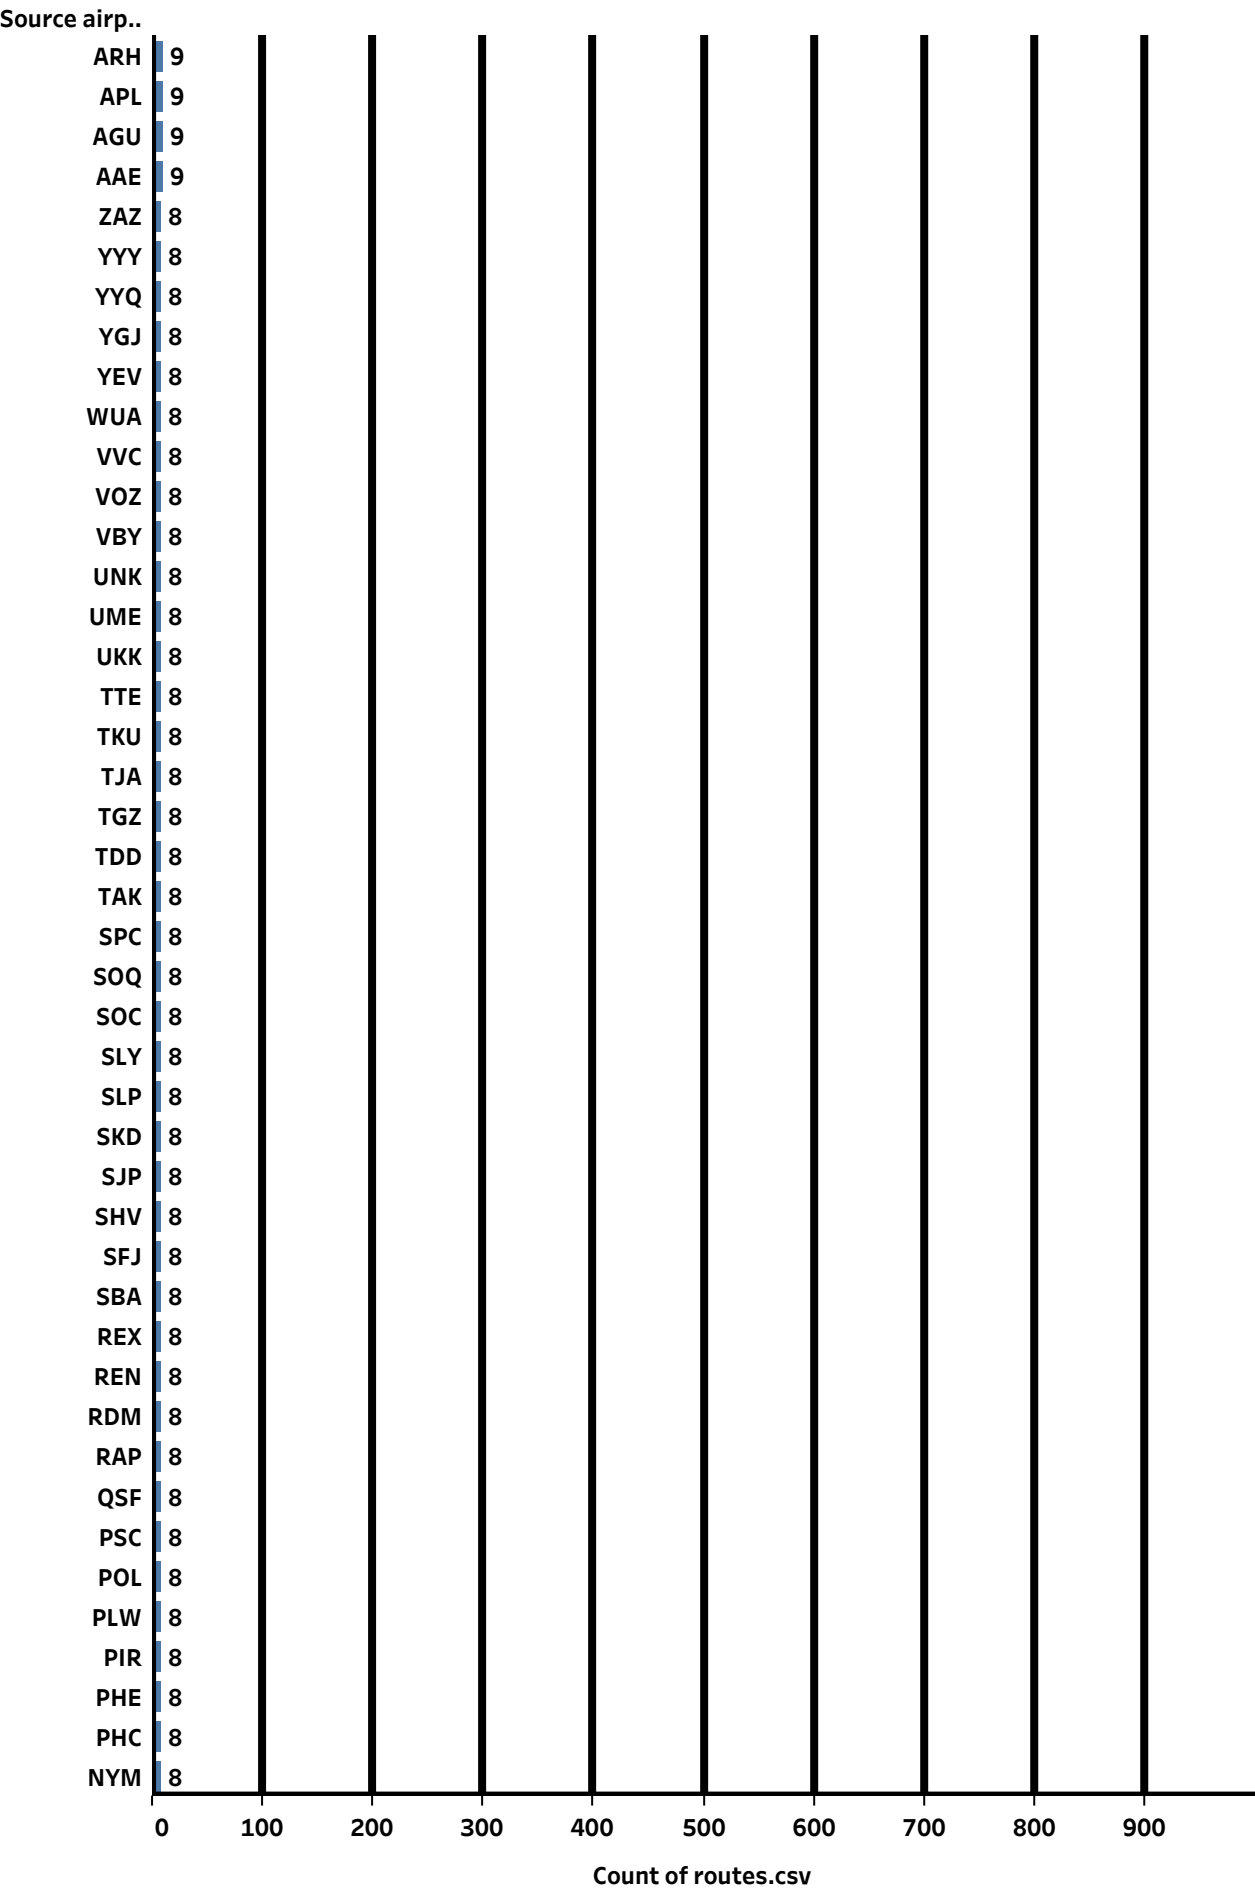 Source airp..
ARH 9
APL 9
AGU 9
AAE 9
ZAZ 8
YYY 8
YYQ 8
YGJ 8
YEV 8
WUA 8
VVC 8
VOZ 8
VBY 8
UNK 8
UME 8
UKK 8
TTE 8
TKU 8
TJA 8
TGZ 8
TDD 8
TAK 8
SPC 8
SOQ 8
SOC 8
SLY 8
SLP 8
SKD 8
SJP 8
SHV 8
SFJ 8
SBA 8
REX 8
REN 8
RDM 8
RAP 8
QSF 8
PSC 8
POL 8
PLW 8
PIR 8
PHE 8
PHC 8
NYM 8
0 100 200 300 400 500 600 700 800 900
Count of routes.csv